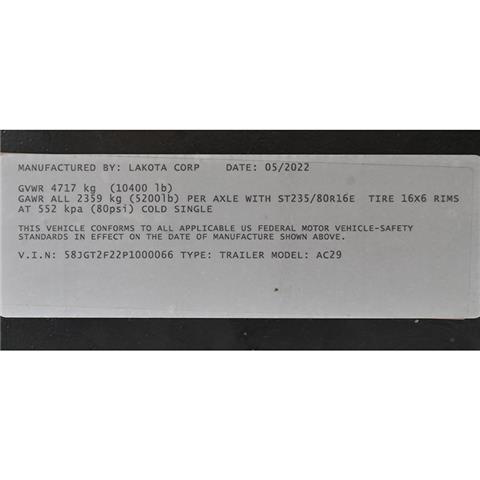 MANUFACTURED BY: LAKOTA CORP DATE: 05/2022
GVWR 4717 kg (10400 lb)
GAWR ALL 2359 kg (5200lb) PER AXLE WITH ST235/80R16E TIRE 16X6 RIMS
AT 552 kpa (80psi) COLD SINGLE
THIS VEHICLE CONFORMS TO ALL APPLICABLE US FEDERAL MOTOR VEHICLE-SAFETY
STANDARDS IN EFFECT ON THE DATE OF MANUFACTURE SHOWN ABOVE.
V.I.N: 58JGT2F22P1000066 TYPE: TRAILER MODEL: AC29